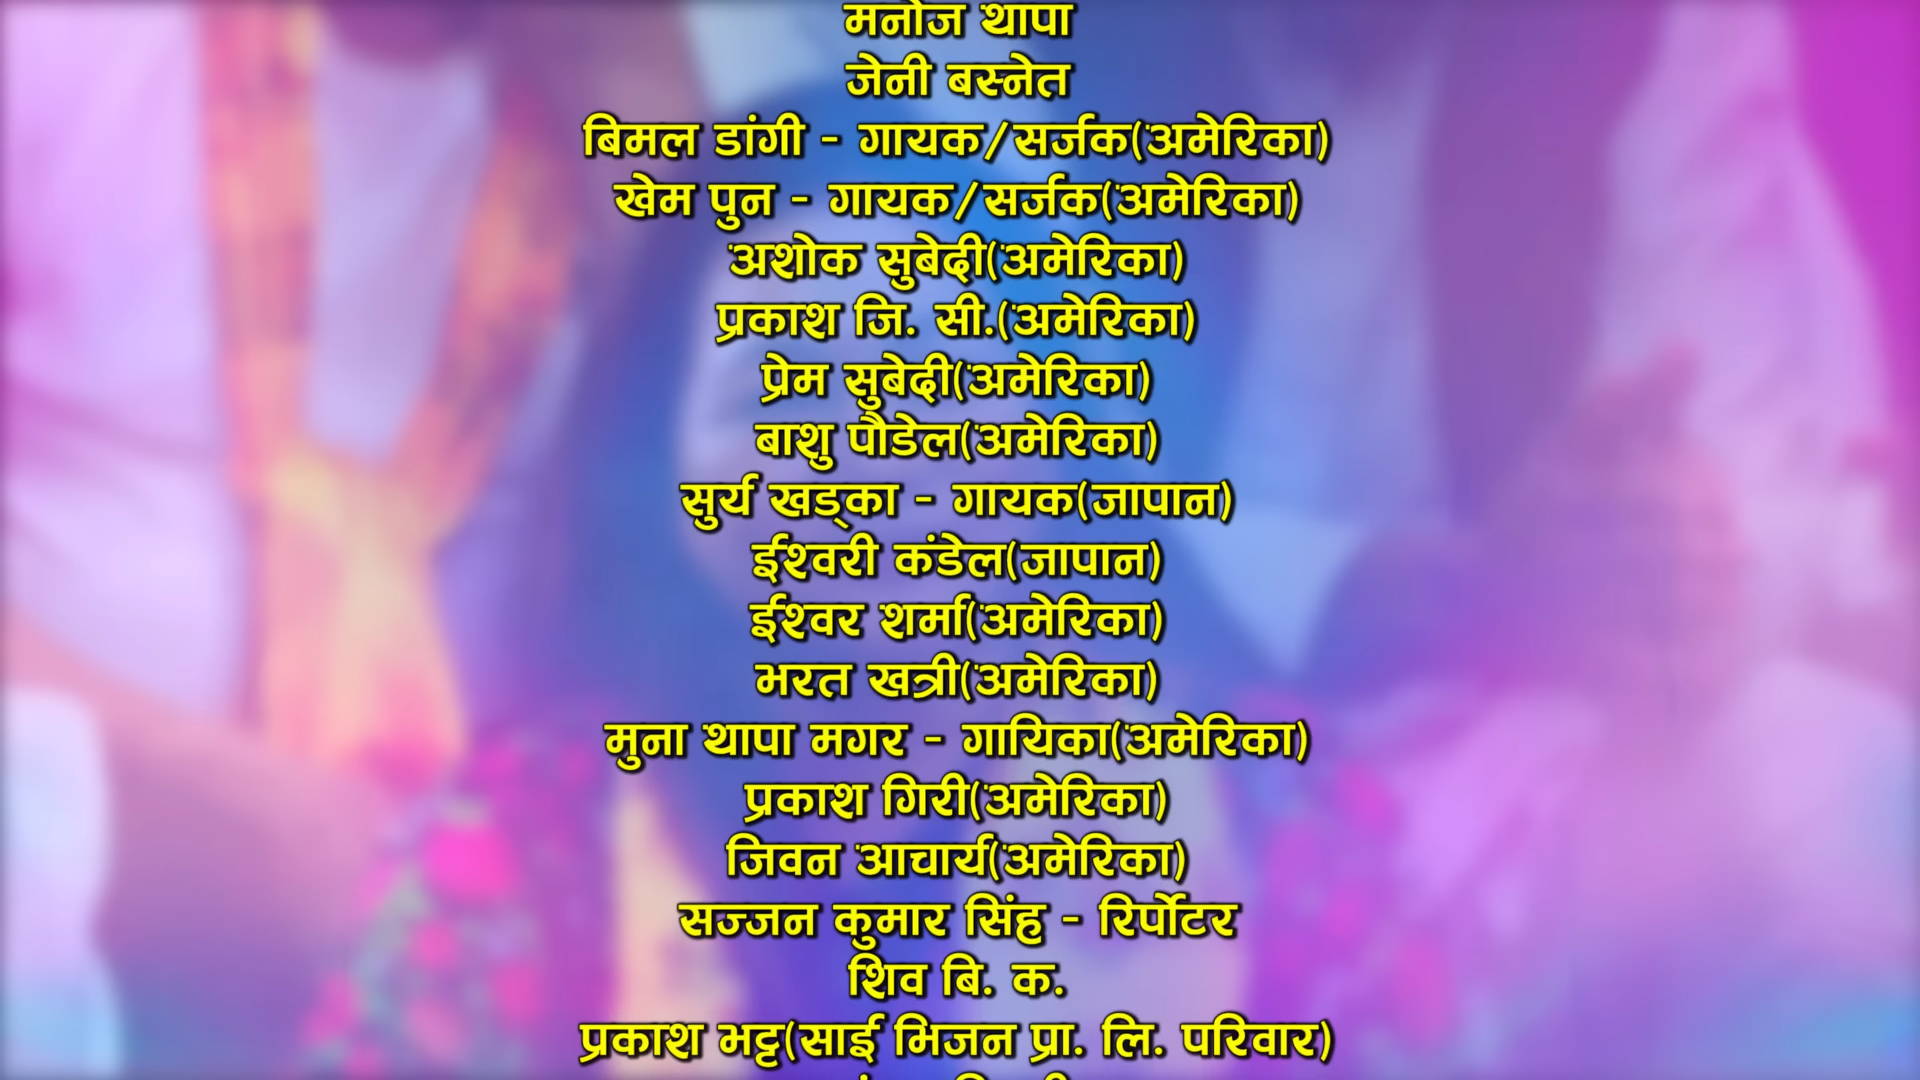 मनोज थापा
जेनी बस्नेत
बिमल डांगी - गायक/सर्जक(अमेरिका)
खेम पुन - गायक/सर्जक(अमेरिका)
अशोक सुबेदी(अमेरिका)
प्रकाश जि. सी.(अमेरिका)
प्रेम सुबेदी(अमेरिका)
बाशु पौडेल(अमेरिका)
सुर्य खड्का - गायक(जापान)
ईश्वरी कंडेल(जापान)
ईश्वर शर्मा(अमेरिका)
भरत खत्री(अमेरिका)
मुना थापा मगर - गायिका(अमेरिका)
प्रकाश गिरी(अमेरिका)
जिवन आचार्य(अमेरिका)
सज्जन कुमार सिंह - रिर्पोटर
शिव बि. क.
प्रकाश भट्ट(साई भिजन प्रा. लि. परिवार)